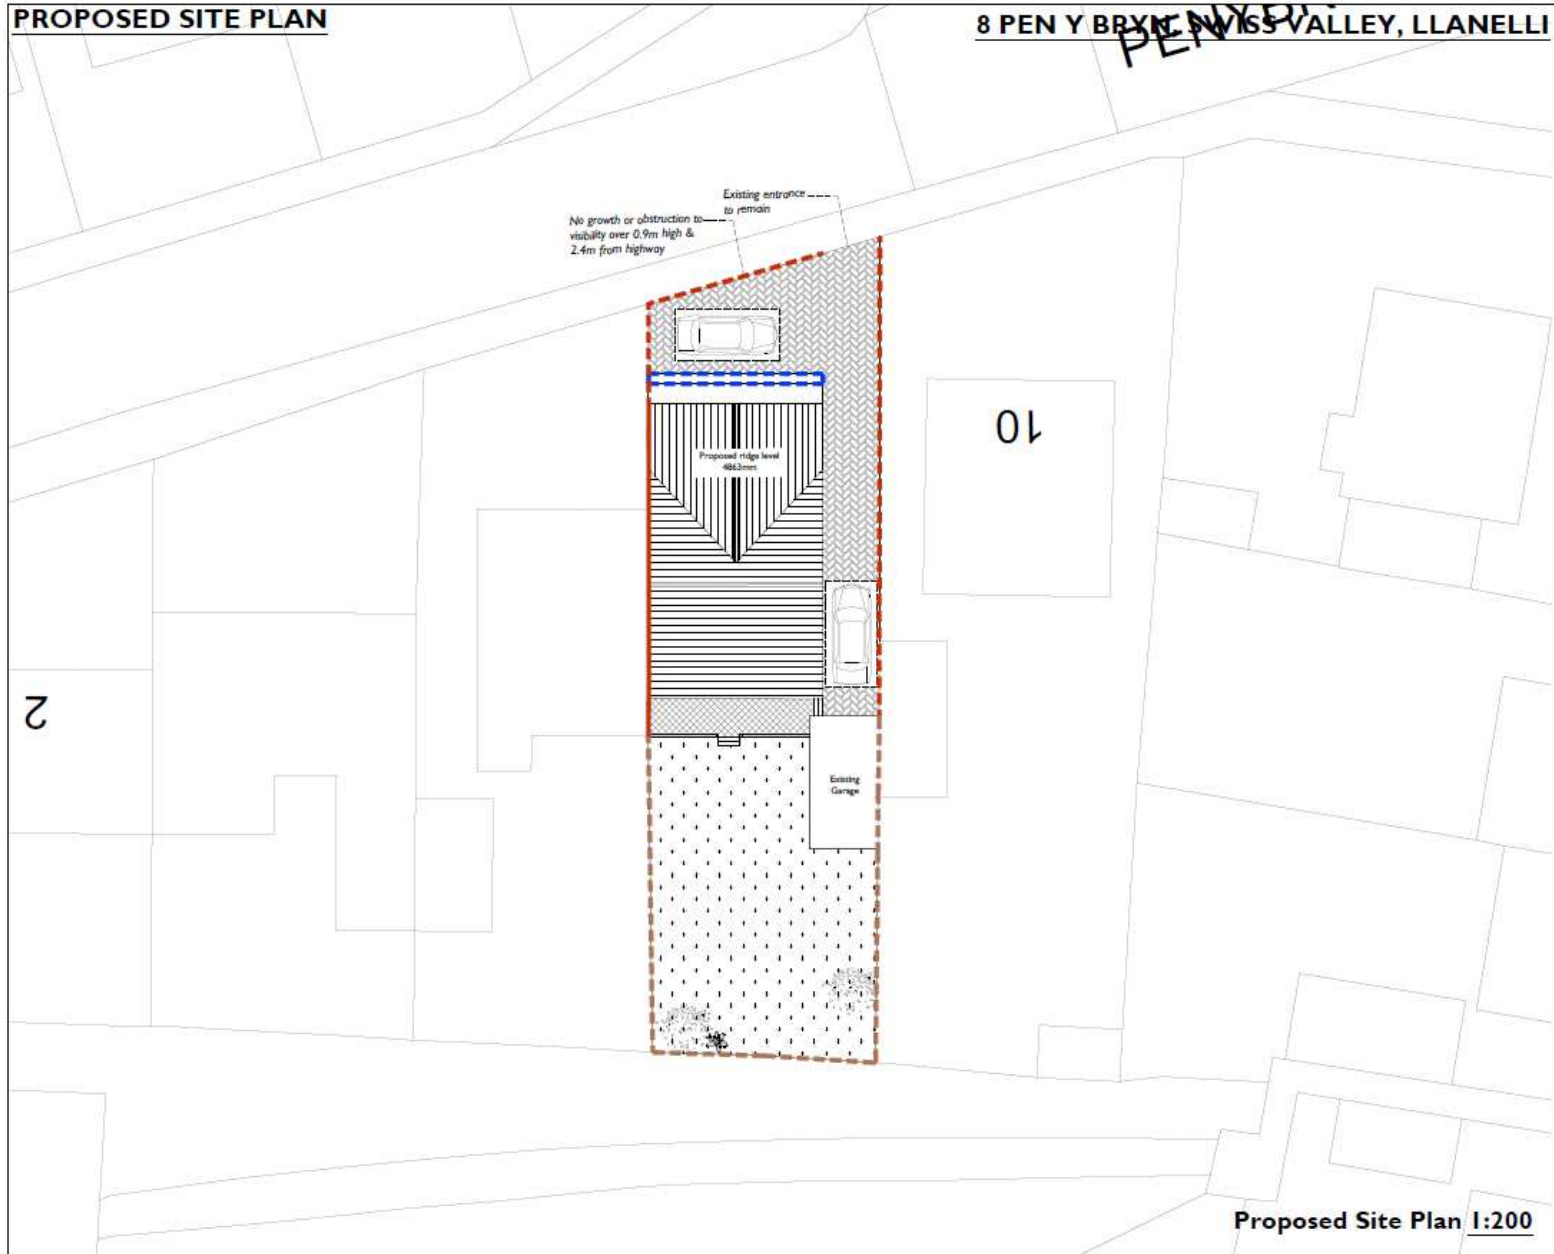 PROPOSED SITE PLAN
8 PEN Y BRYN, SWISS VALLEY, LLANELLI
Existing entrance
to remain
No growth or obstruction to
visibility over 0.9m high &
2.4m from highway
10
Proposed ridge level
4863mm
2
Existing
Garage
Proposed Site Plan 1:200